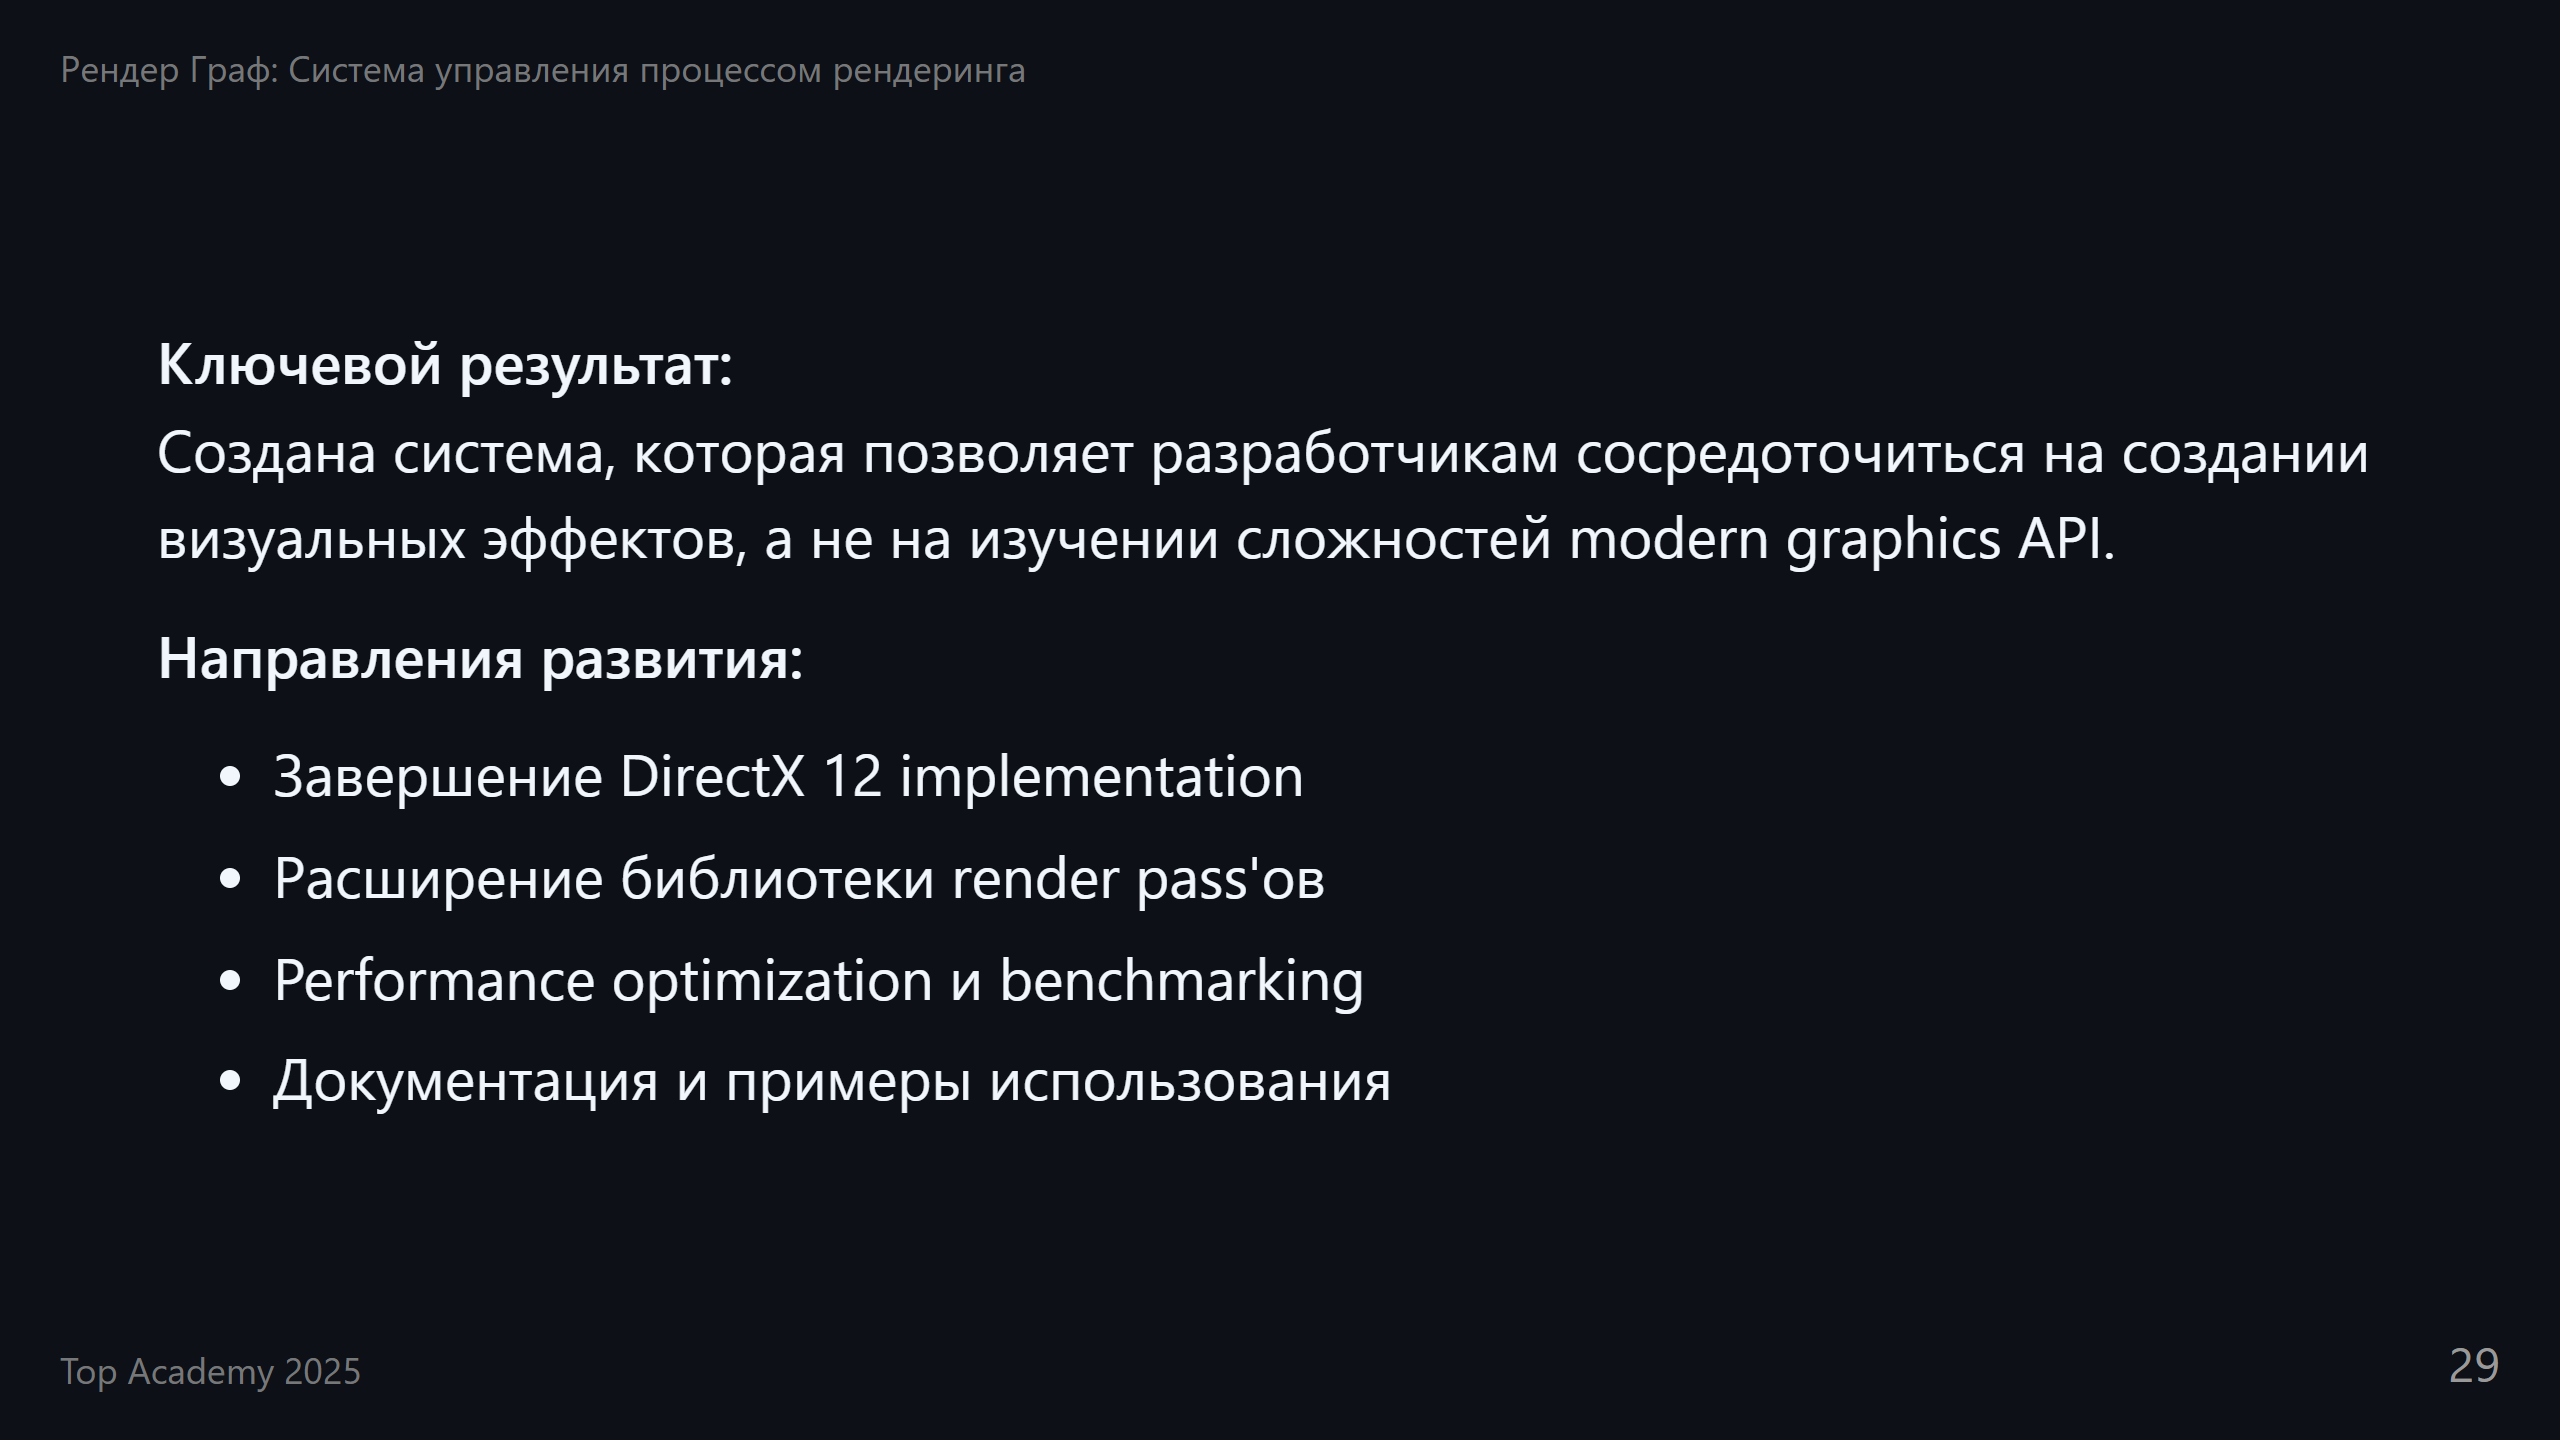 Рендер Граф: Система управления процессом рендеринга
Ключевой результат:
Создана система, которая позволяет разработчикам сосредоточиться на создании
визуальных эффектов, а не на изучении сложностей modern graphics API.
Направления развития:
• Завершение DirectX 12 implementation
• Расширение библиотеки render pass'ов
• Performance optimization и benchmarking
• Документация и примеры использования
Top Academy 2025
29